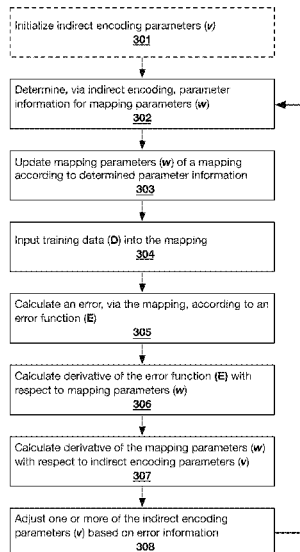 Initialize indirect encoding parameters (v)
301
Determine, via indirect encoding, parameter
information for mapping parameters (w)
302
Update mapping parameters (w) of a mapping
according to determined parameter information
303
Input training data (D) into the mapping
304
Calculate an error, via the mapping, according to an
error function (E)
305
Calculate derivative of the error function (E) with
respect to mapping parameters (w)
306
Calculate derivative of the mapping parameters (w)
with respect to indirect encoding parameters (v)
307
Adjust one or more of the indirect encoding
parameters (v) based on error information
308